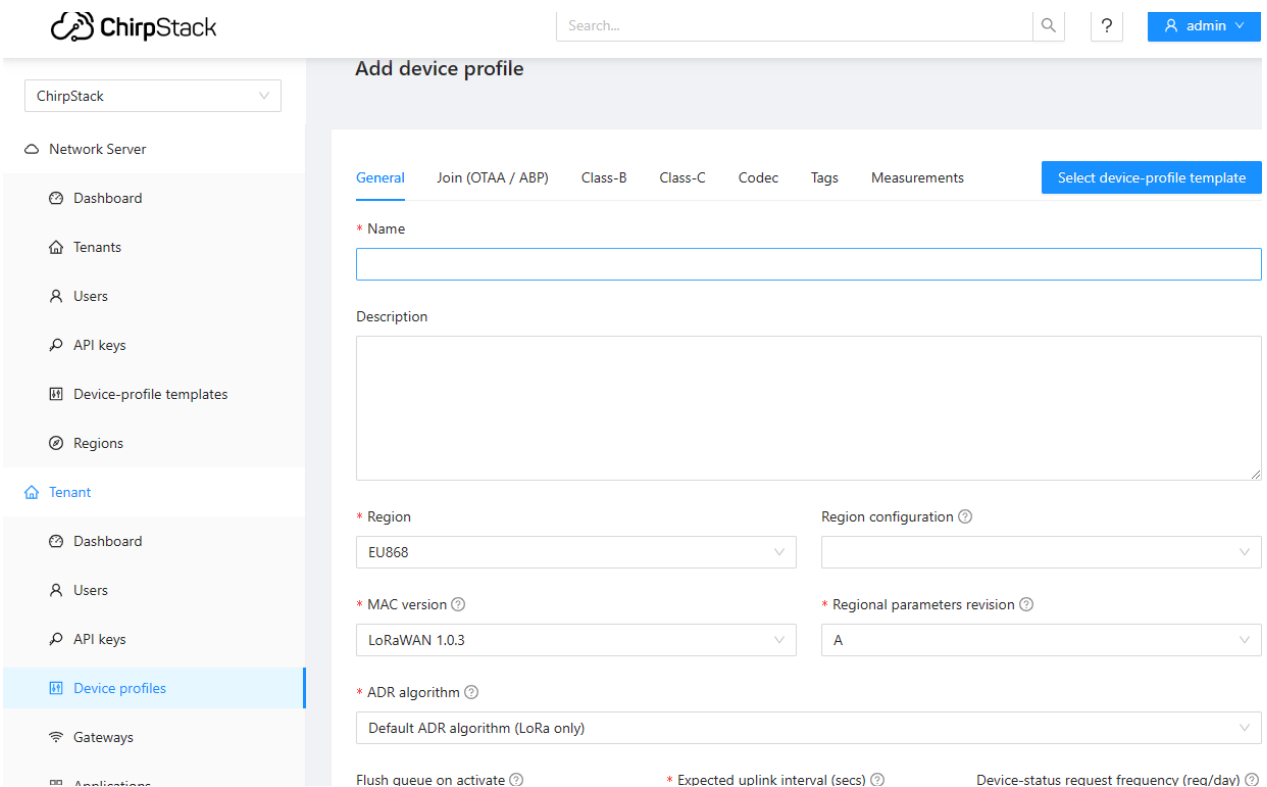 ChirpStack
Search...
?
admin
Add device profile
ChirpStack
Network Server
Dashboard
Tenants
Users
API keys
Device-profile templates
Regions
Tenant
Dashboard
Users
API keys
Device profiles
Gateways
Applications
General Join (OTAA / ABP) Class-B Class-C Codec Tags Measurements Select device-profile template
* Name
Description
* Region Region configuration ?
EU868
* MAC version ? * Regional parameters revision ?
LoRaWAN 1.0.3 A
* ADR algorithm ?
Default ADR algorithm (LoRa only)
Flush queue on activate ? * Expected uplink interval (secs) ? Device-status request frequency (req/day) ?